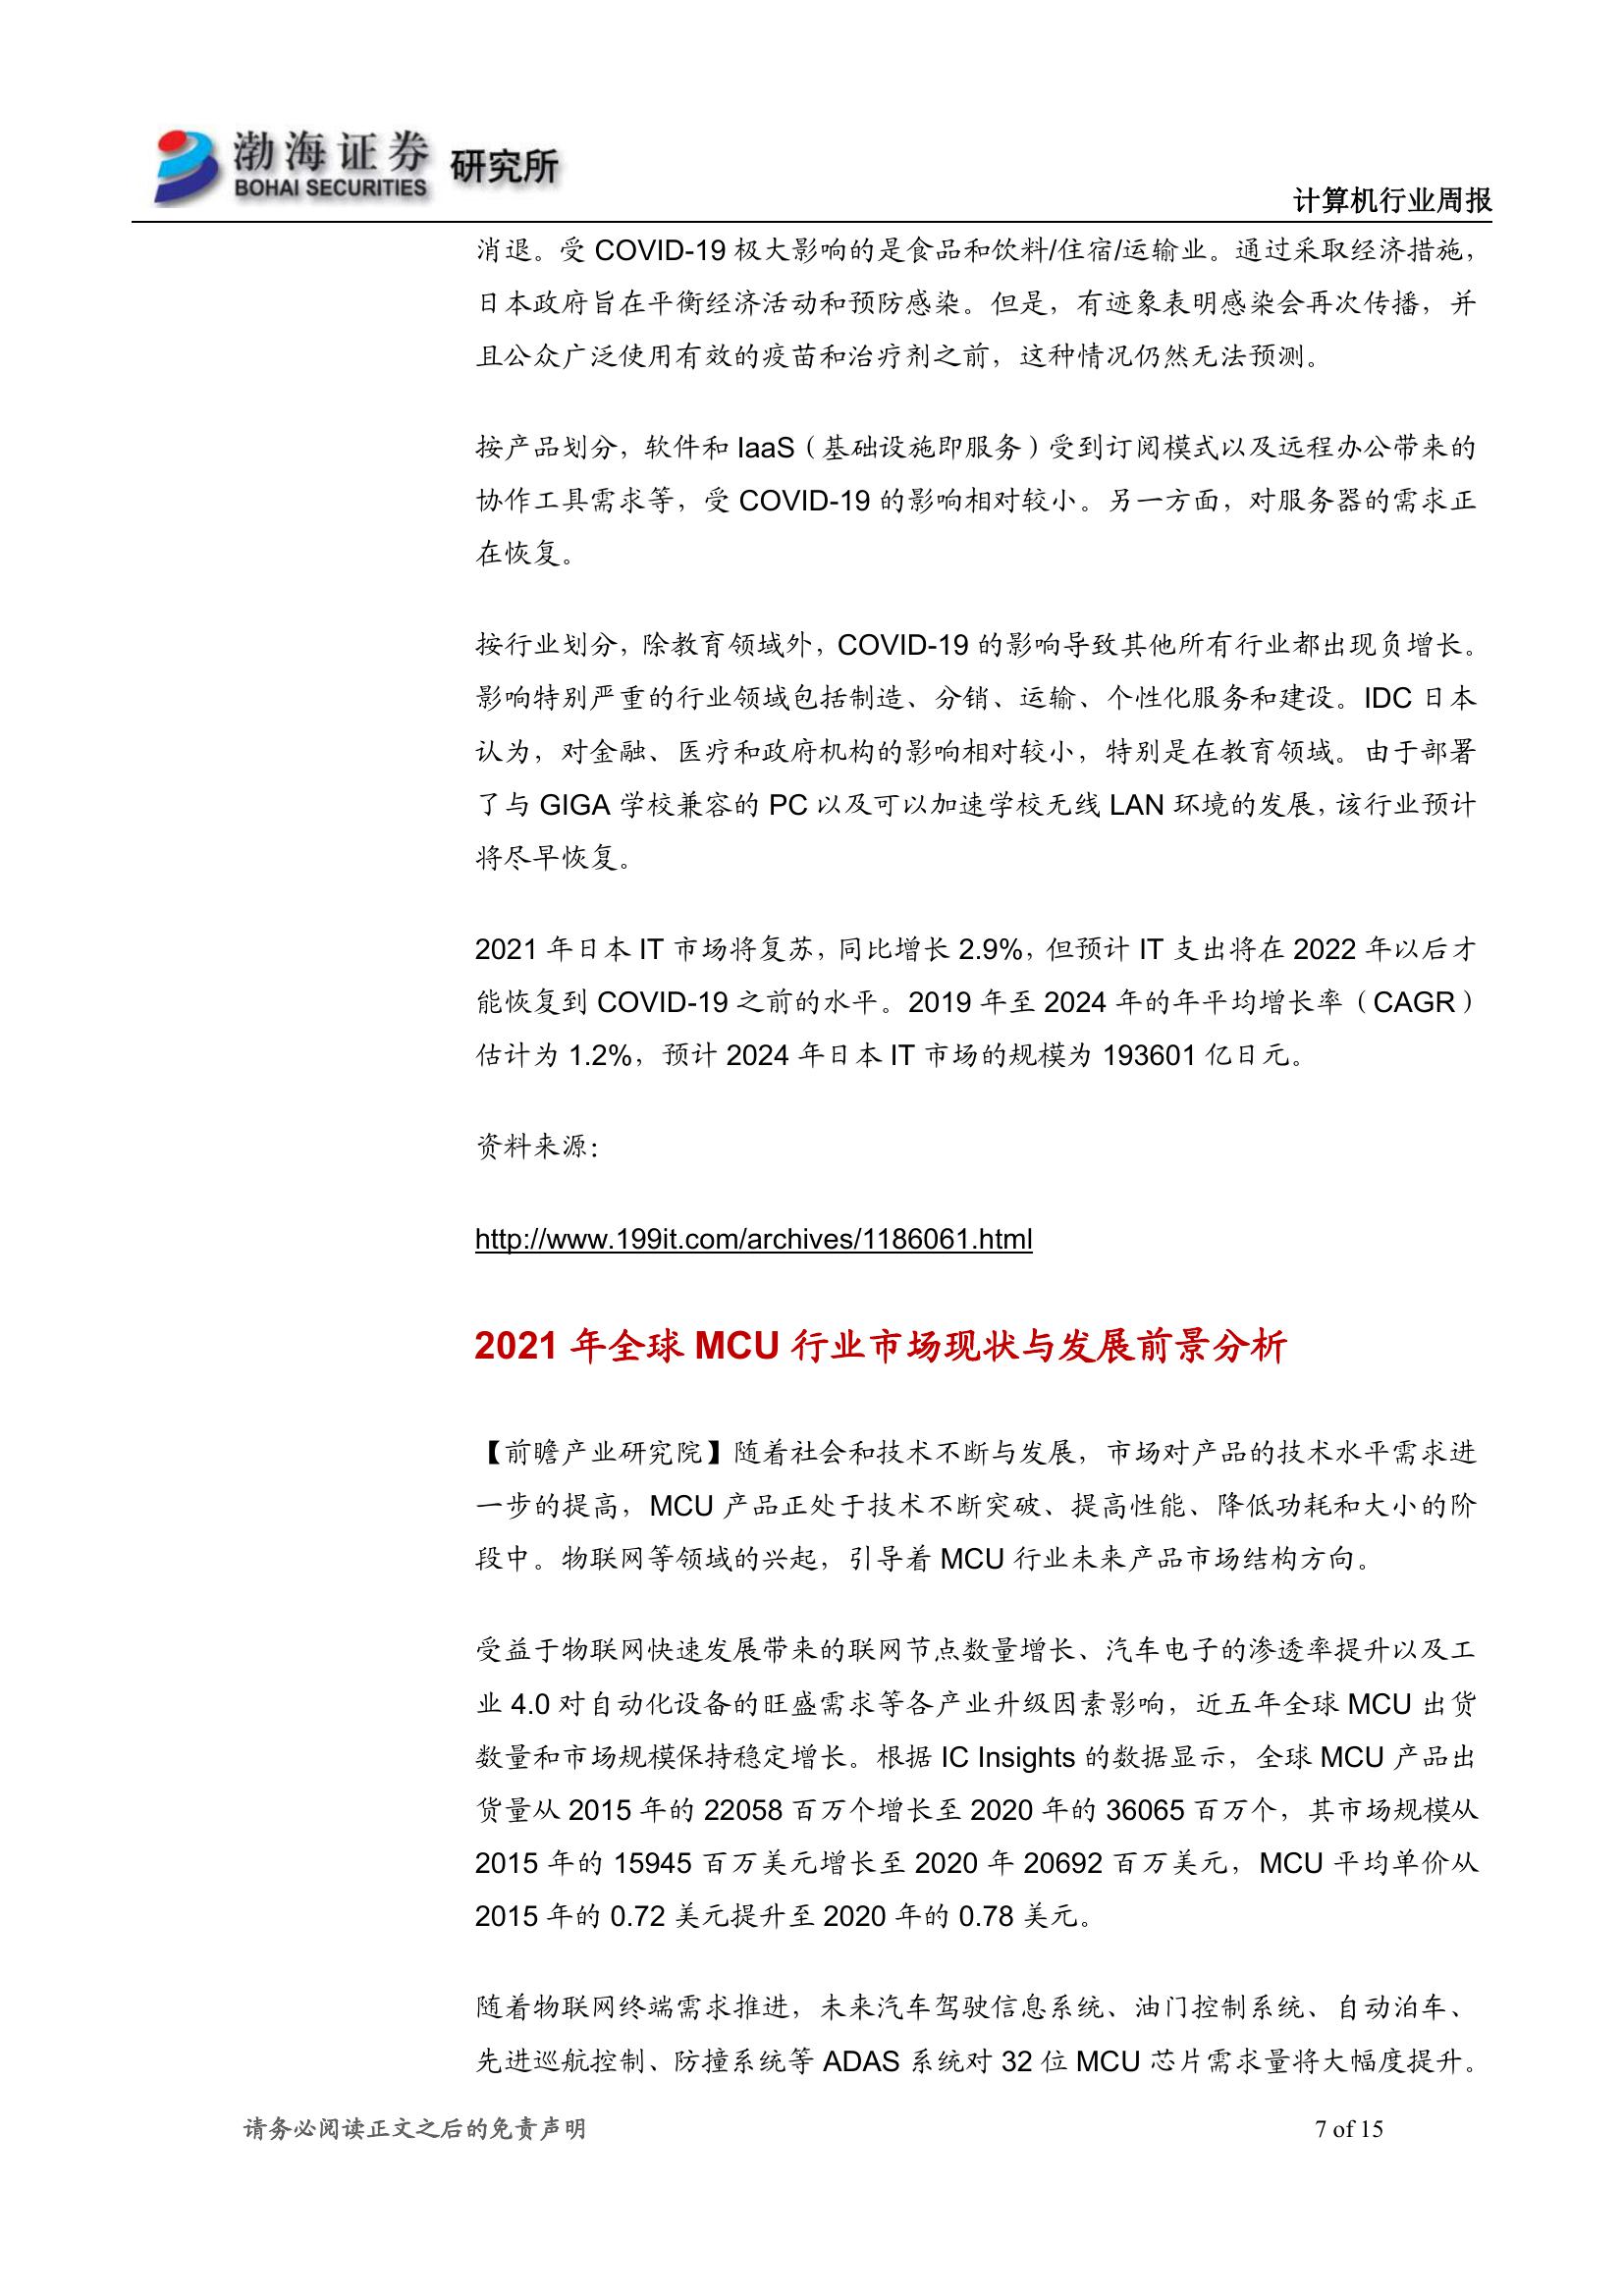 渤海证券 研究所
BOHAI SECURITIES
计算机行业周报
消退。受 COVID-19 极大影响的是食品和饮料/住宿/运输业。通过采取经济措施，
日本政府旨在平衡经济活动和预防感染。但是，有迹象表明感染会再次传播，并
且公众广泛使用有效的疫苗和治疗剂之前，这种情况仍然无法预测。
按产品划分，软件和 IaaS（基础设施即服务）受到订阅模式以及远程办公带来的
协作工具需求等，受 COVID-19 的影响相对较小。另一方面，对服务器的需求正
在恢复。
按行业划分，除教育领域外，COVID-19 的影响导致其他所有行业都出现负增长。
影响特别严重的行业领域包括制造、分销、运输、个性化服务和建设。IDC 日本
认为，对金融、医疗和政府机构的影响相对较小，特别是在教育领域。由于部署
了与 GIGA 学校兼容的 PC 以及可以加速学校无线 LAN 环境的发展，该行业预计
将尽早恢复。
2021 年日本 IT 市场将复苏，同比增长 2.9%，但预计 IT 支出将在 2022 年以后才
能恢复到 COVID-19 之前的水平。2019 年至 2024 年的年平均增长率（CAGR）
估计为 1.2%，预计 2024 年日本 IT 市场的规模为 193601 亿日元。
资料来源：
http://www.199it.com/archives/1186061.html
2021 年全球 MCU 行业市场现状与发展前景分析
【前瞻产业研究院】随着社会和技术不断与发展，市场对产品的技术水平需求进
一步的提高，MCU 产品正处于技术不断突破、提高性能、降低功耗和大小的阶
段中。物联网等领域的兴起，引导着 MCU 行业未来产品市场结构方向。
受益于物联网快速发展带来的联网节点数量增长、汽车电子的渗透率提升以及工
业 4.0 对自动化设备的旺盛需求等各产业升级因素影响，近五年全球 MCU 出货
数量和市场规模保持稳定增长。根据 IC Insights 的数据显示，全球 MCU 产品出
货量从 2015 年的 22058 百万个增长至 2020 年的 36065 百万个，其市场规模从
2015 年的 15945 百万美元增长至 2020 年 20692 百万美元，MCU 平均单价从
2015 年的 0.72 美元提升至 2020 年的 0.78 美元。
随着物联网终端需求推进，未来汽车驾驶信息系统、油门控制系统、自动泊车、
先进巡航控制、防撞系统等 ADAS 系统对 32 位 MCU 芯片需求量将大幅度提升。
请务必阅读正文之后的免责声明
7 of 15